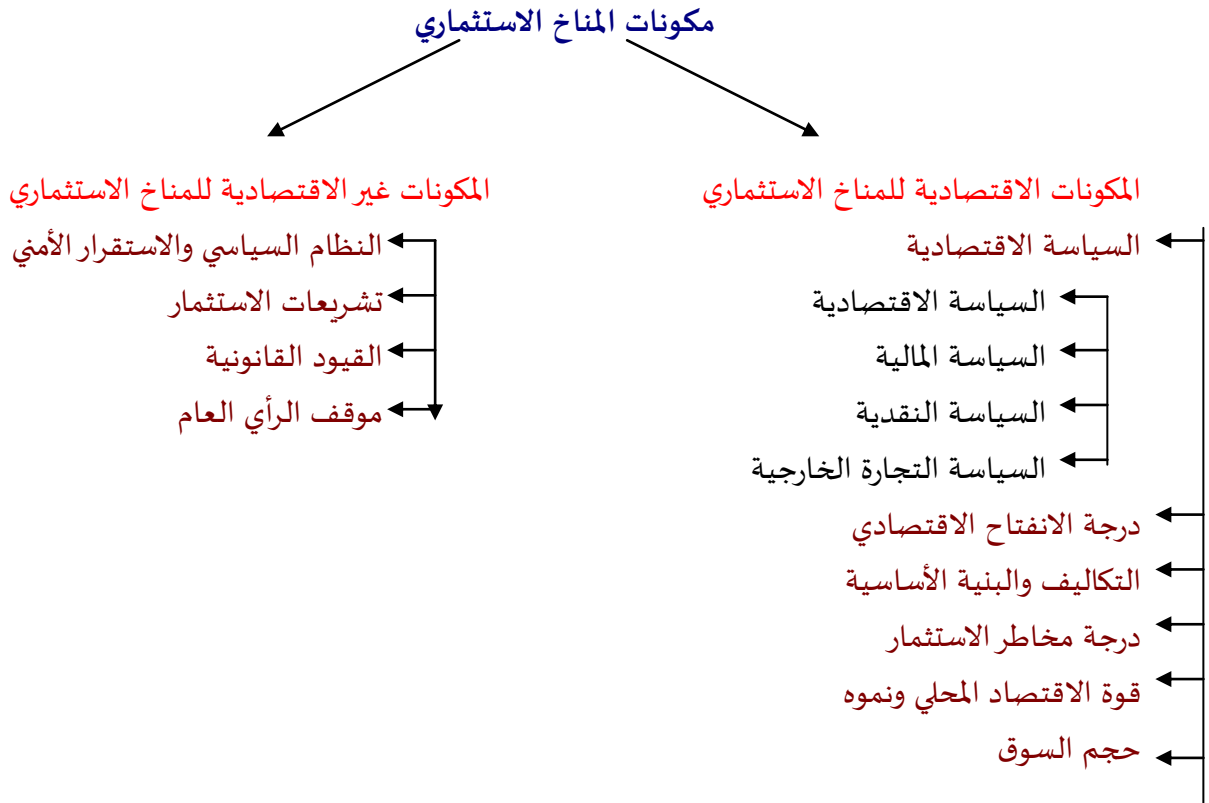 مكونات المناخ الاستثماري
المكونات الاقتصادية للمناخ الاستثماري
السياسة الاقتصادية
السياسة الاقتصادية
السياسة المالية
السياسة النقدية
السياسة التجارة الخارجية
درجة الانفتاح الاقتصادي
التكاليف والبنية الأساسية
درجة مخاطر الاستثمار
قوة الاقتصاد المحلي ونموه
حجم السوق
المكونات غير الاقتصادية للمناخ الاستثماري
النظام السياسي والاستقرار الأمني
تشريعات الاستثمار
القيود القانونية
موقف الرأي العام